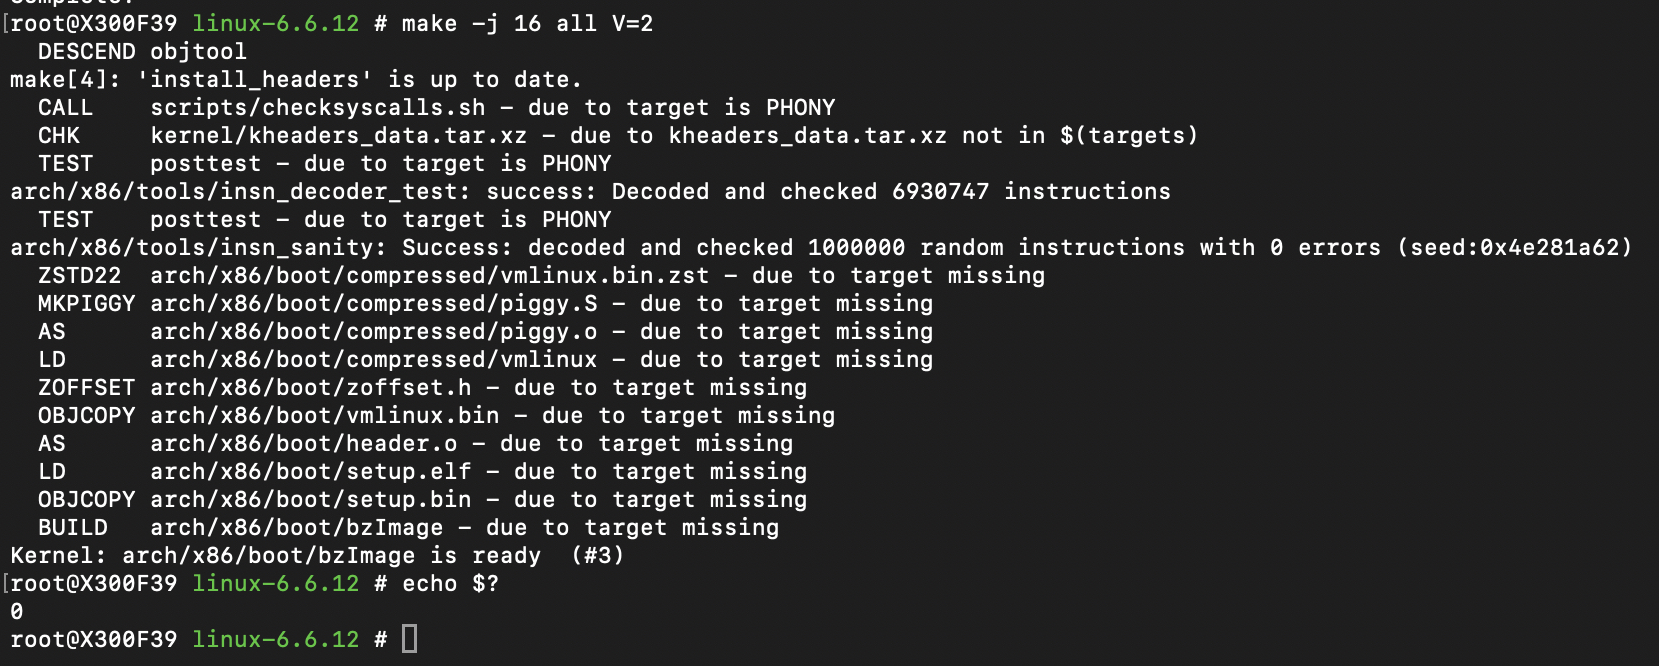 [root@X300F39 linux-6.6.12 # make -j 16 all V=2
  DESCEND objtool
make[4]: 'install_headers' is up to date.
  CALL    scripts/checksyscalls.sh - due to target is PHONY
  CHK     kernel/kheaders_data.tar.xz - due to kheaders_data.tar.xz not in $(targets)
  TEST    posttest - due to target is PHONY
arch/x86/tools/insn_decoder_test: success: Decoded and checked 6930747 instructions
  TEST    posttest - due to target is PHONY
arch/x86/tools/insn_sanity: Success: decoded and checked 1000000 random instructions with 0 errors (seed:0x4e281a62)
  ZSTD22  arch/x86/boot/compressed/vmlinux.bin.zst - due to target missing
  MKPIGGY arch/x86/boot/compressed/piggy.S - due to target missing
  AS      arch/x86/boot/compressed/piggy.o - due to target missing
  LD      arch/x86/boot/compressed/vmlinux - due to target missing
  ZOFFSET arch/x86/boot/zoffset.h - due to target missing
  OBJCOPY arch/x86/boot/vmlinux.bin - due to target missing
  AS      arch/x86/boot/header.o - due to target missing
  LD      arch/x86/boot/setup.elf - due to target missing
  OBJCOPY arch/x86/boot/setup.bin - due to target missing
  BUILD   arch/x86/boot/bzImage - due to target missing
Kernel: arch/x86/boot/bzImage is ready  (#3)
[root@X300F39 linux-6.6.12 # echo $?
0
root@X300F39 linux-6.6.12 #